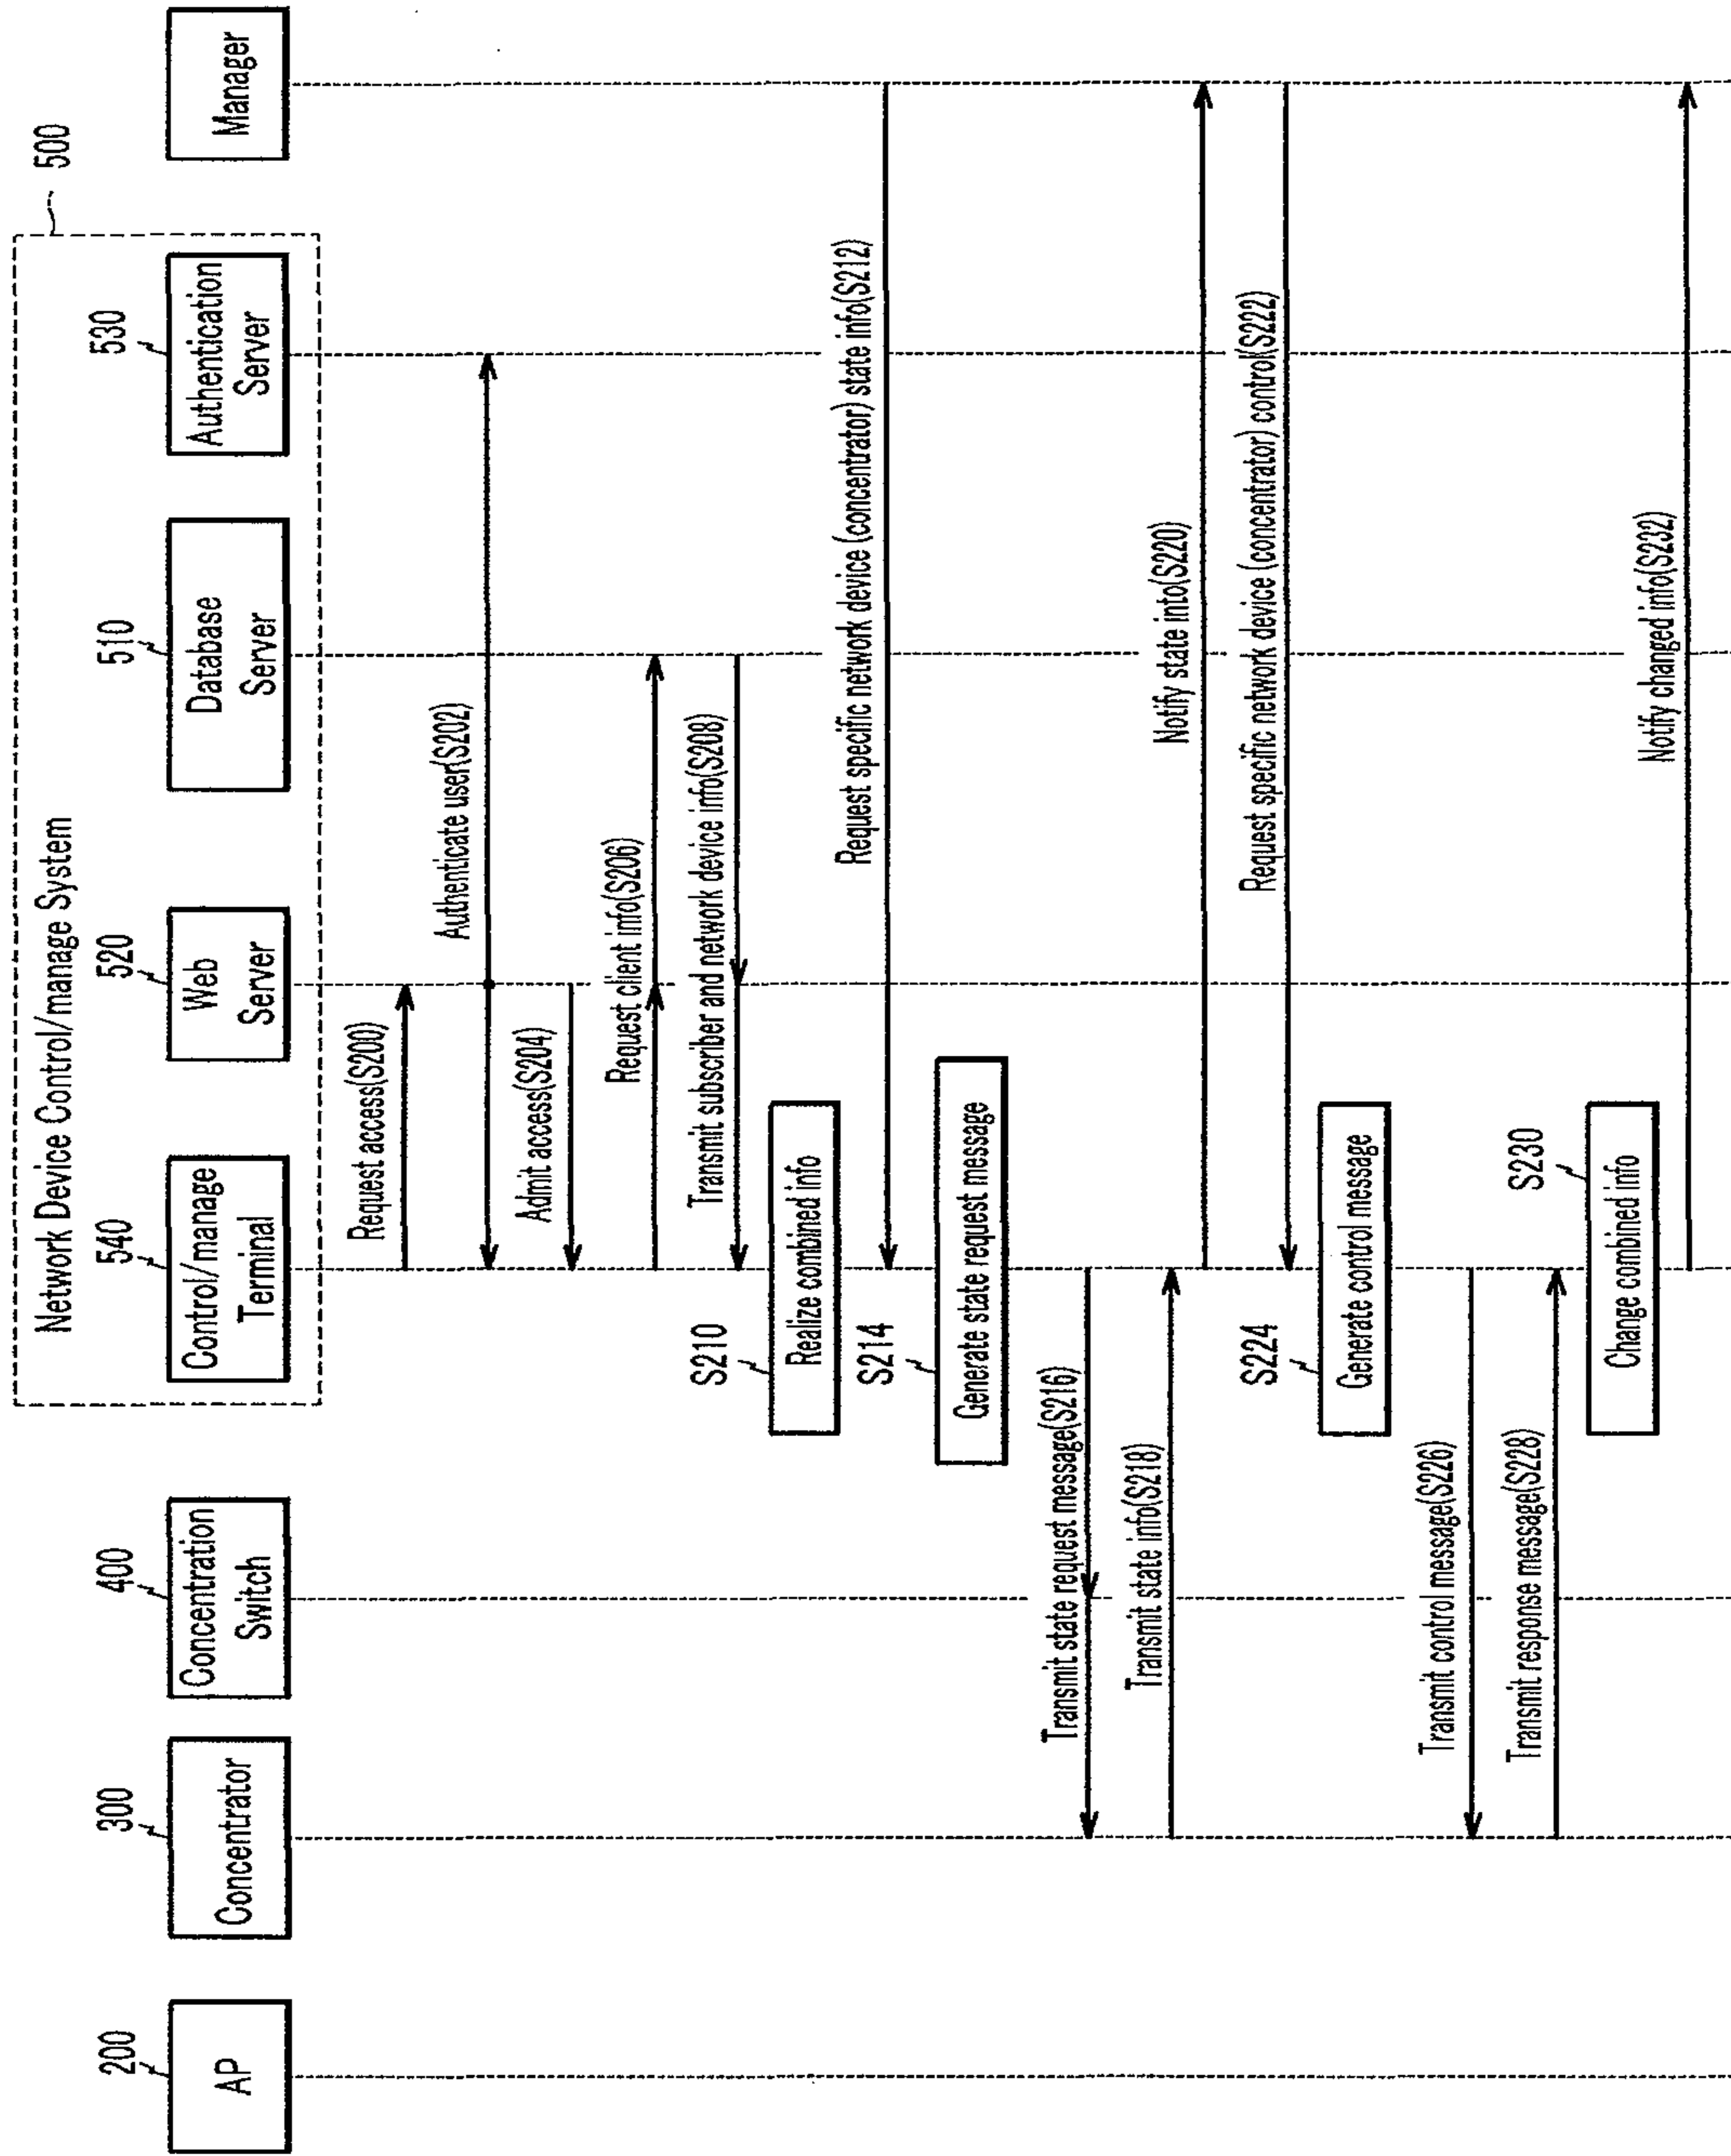 Network Device Control/manage System
500
200
300
400
540
520
510
530
AP
Concentrator
Concentration
Switch
Control/manage
Terminal
Web
Server
Database
Server
Authentication
Server
Manager
Request access(S200)
Authenticate user(S202)
Admit access(S204)
Request client info(S206)
Transmit subscriber and network device info(S208)
S210
Realize combined info
Request specific network device (concentrator) state info(S212)
S214
Generate state request message
Transmit state request message(S216)
Transmit state info(S218)
Notify state into(S220)
Request specific network device (concentrator) control(S222)
S224
Generate control message
Transmit control message(S226)
Transmit response message(S228)
S230
Change combined info
Notify changed info(S232)